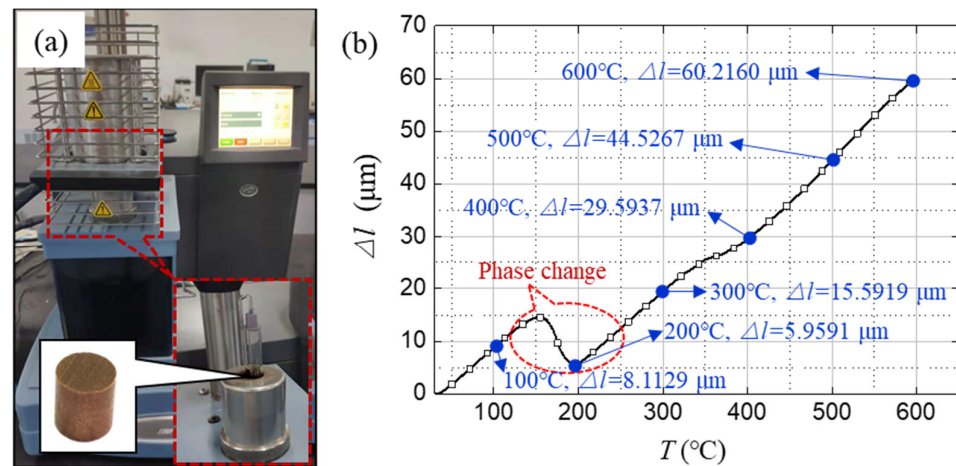 (a)
(b)
Δl (μm)
70
60
50
40
30
20
10
0
600℃, Δl=60.2160 μm
500℃, Δl=44.5267 μm
400℃, Δl=29.5937 μm
Phase change
300℃, Δl=15.5919 μm
200℃, Δl=5.9591 μm
100℃, Δl=8.1129 μm
100 200 300 400 500 600
T (℃)